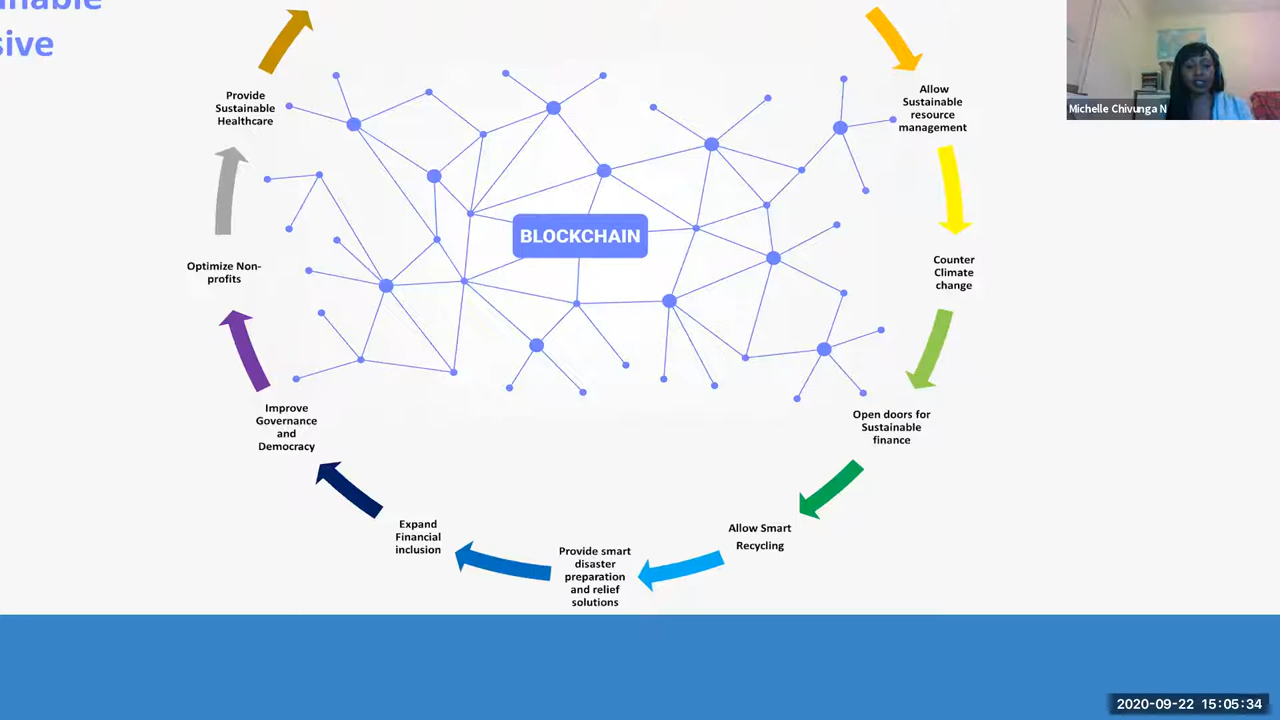 sive
Michelle Chivunga N
Provide
Sustainable
Healthcare
Allow
Sustainable
resource
management
BLOCKCHAIN
Optimize Non-
profits
Counter
Climate
change
Improve
Governance
and
Democracy
Open doors for
Sustainable
finance
Expand
Financial
inclusion
Provide smart
disaster
preparation
and relief
solutions
Allow Smart
Recycling
2020-09-22 15:05:34